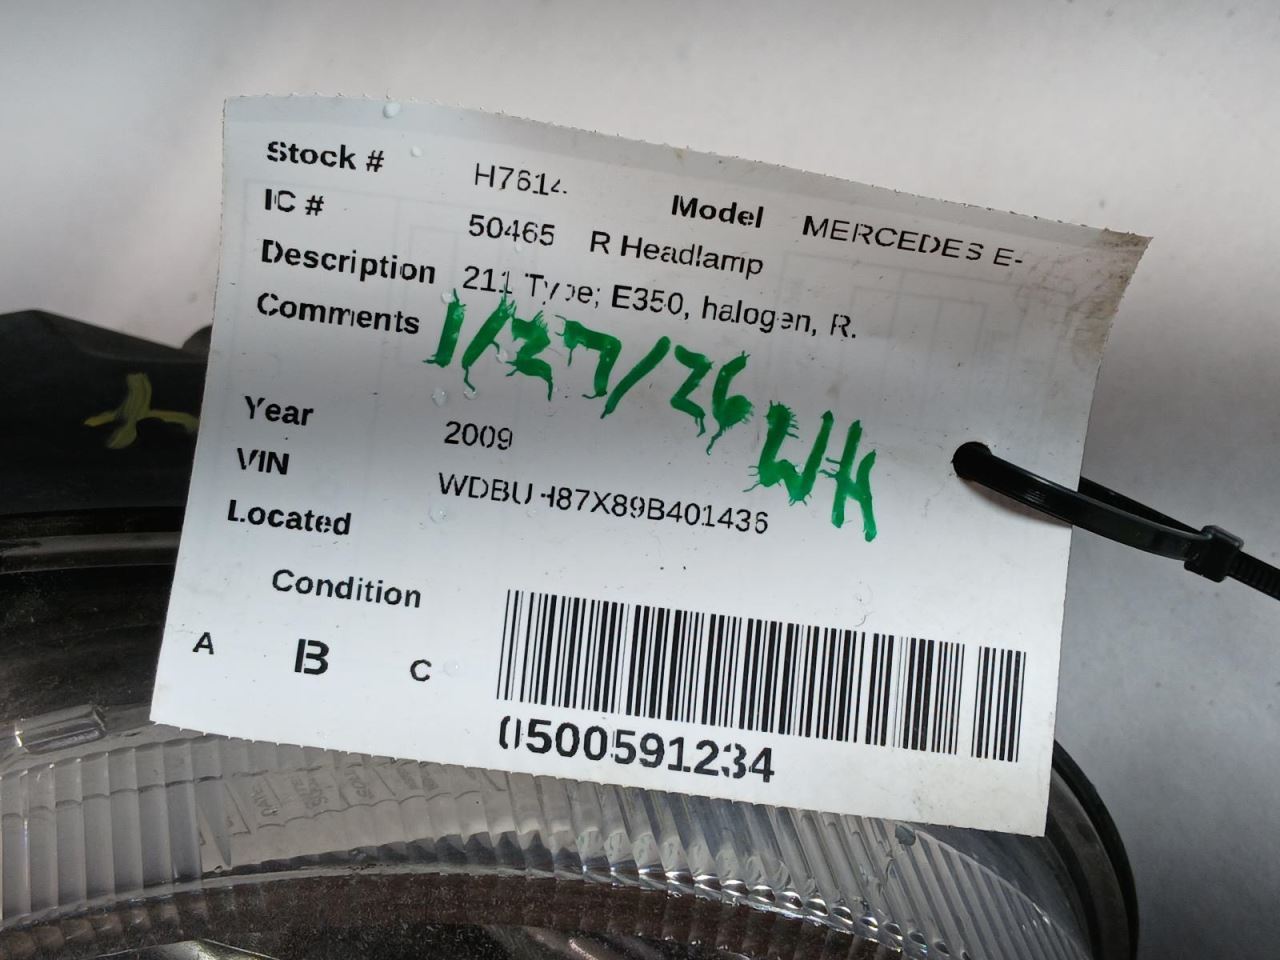 Stock # H7614 Model MERCEDES E-
IC # 50465 R Headlamp
Description 211 Type; E350, halogen, R.
Comments 1/27/26 WH
Year 2009
VIN WDBUH87X89B401436
Located
Condition
A B C
0500591234